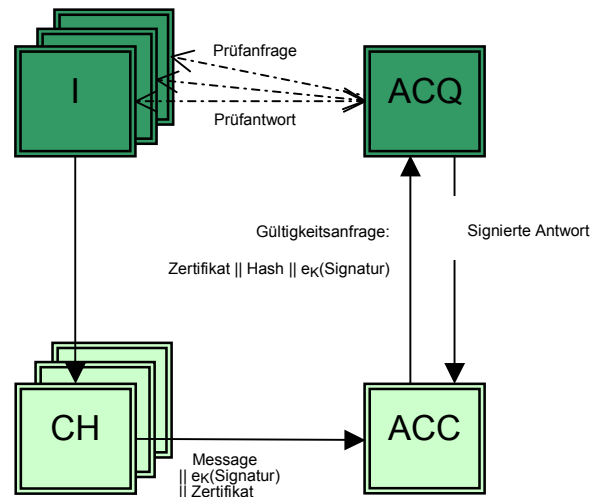 Prüfanfrage
I
ACQ
Prüfantwort
Gültigkeitsanfrage:
Signierte Antwort
Zertifikat || Hash || eK(Signatur)
CH
ACC
Message
|| eK(Signatur)
|| Zertifikat